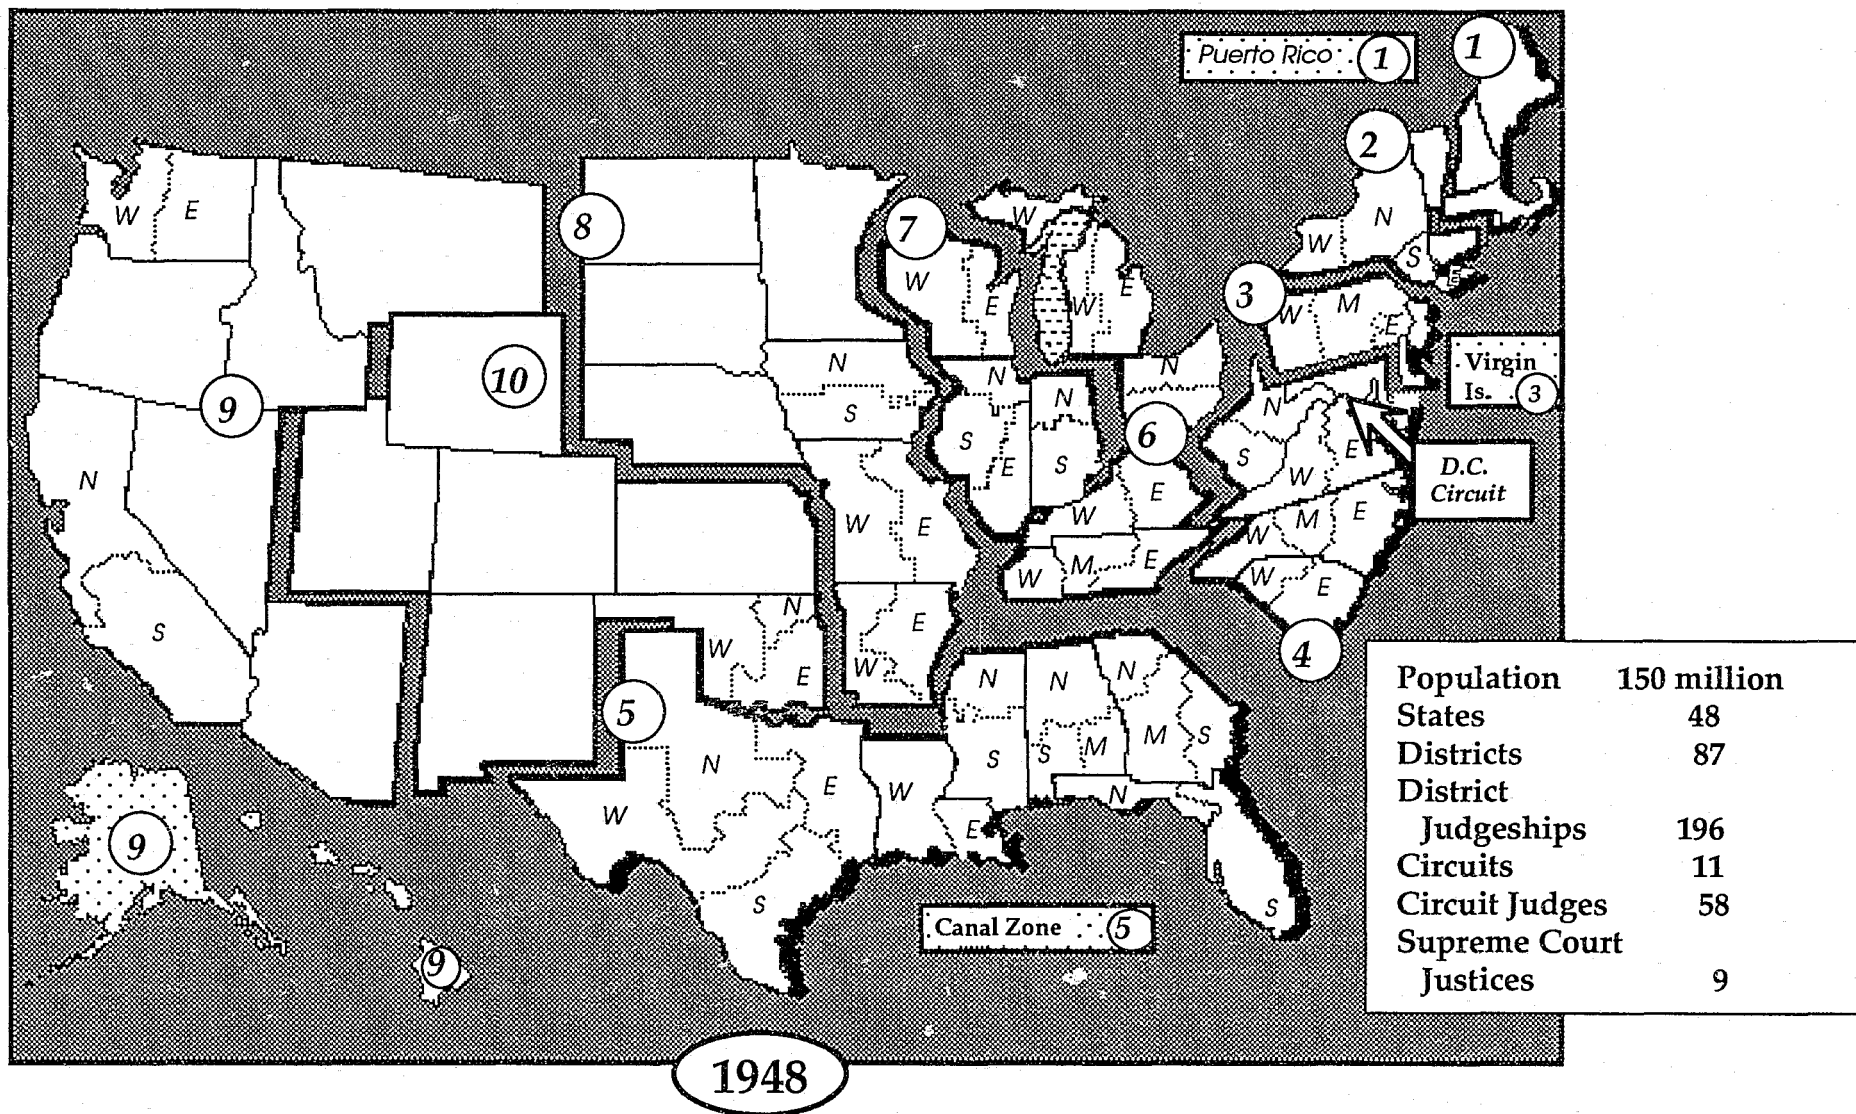 Puerto Rico 1
1
2
W E
8
7
W
N
W
S
E
W
E
W
E
3
W M E
Virgin
Is. 3
10
9
N
S
N
S
E
N
S
N
6
N
S
W
E
D.C.
Circuit
N
W
E
W
E
W
M
E
W
M
E
W
E
4
S
W
N
E
E
W
5
N
W
E
S
W
E
N
S
N
S
M
N
M
S
N
S
9
9
Canal Zone 5
Population 150 million
States 48
Districts 87
District
Judgeships 196
Circuits 11
Circuit Judges 58
Supreme Court
Justices 9
1948